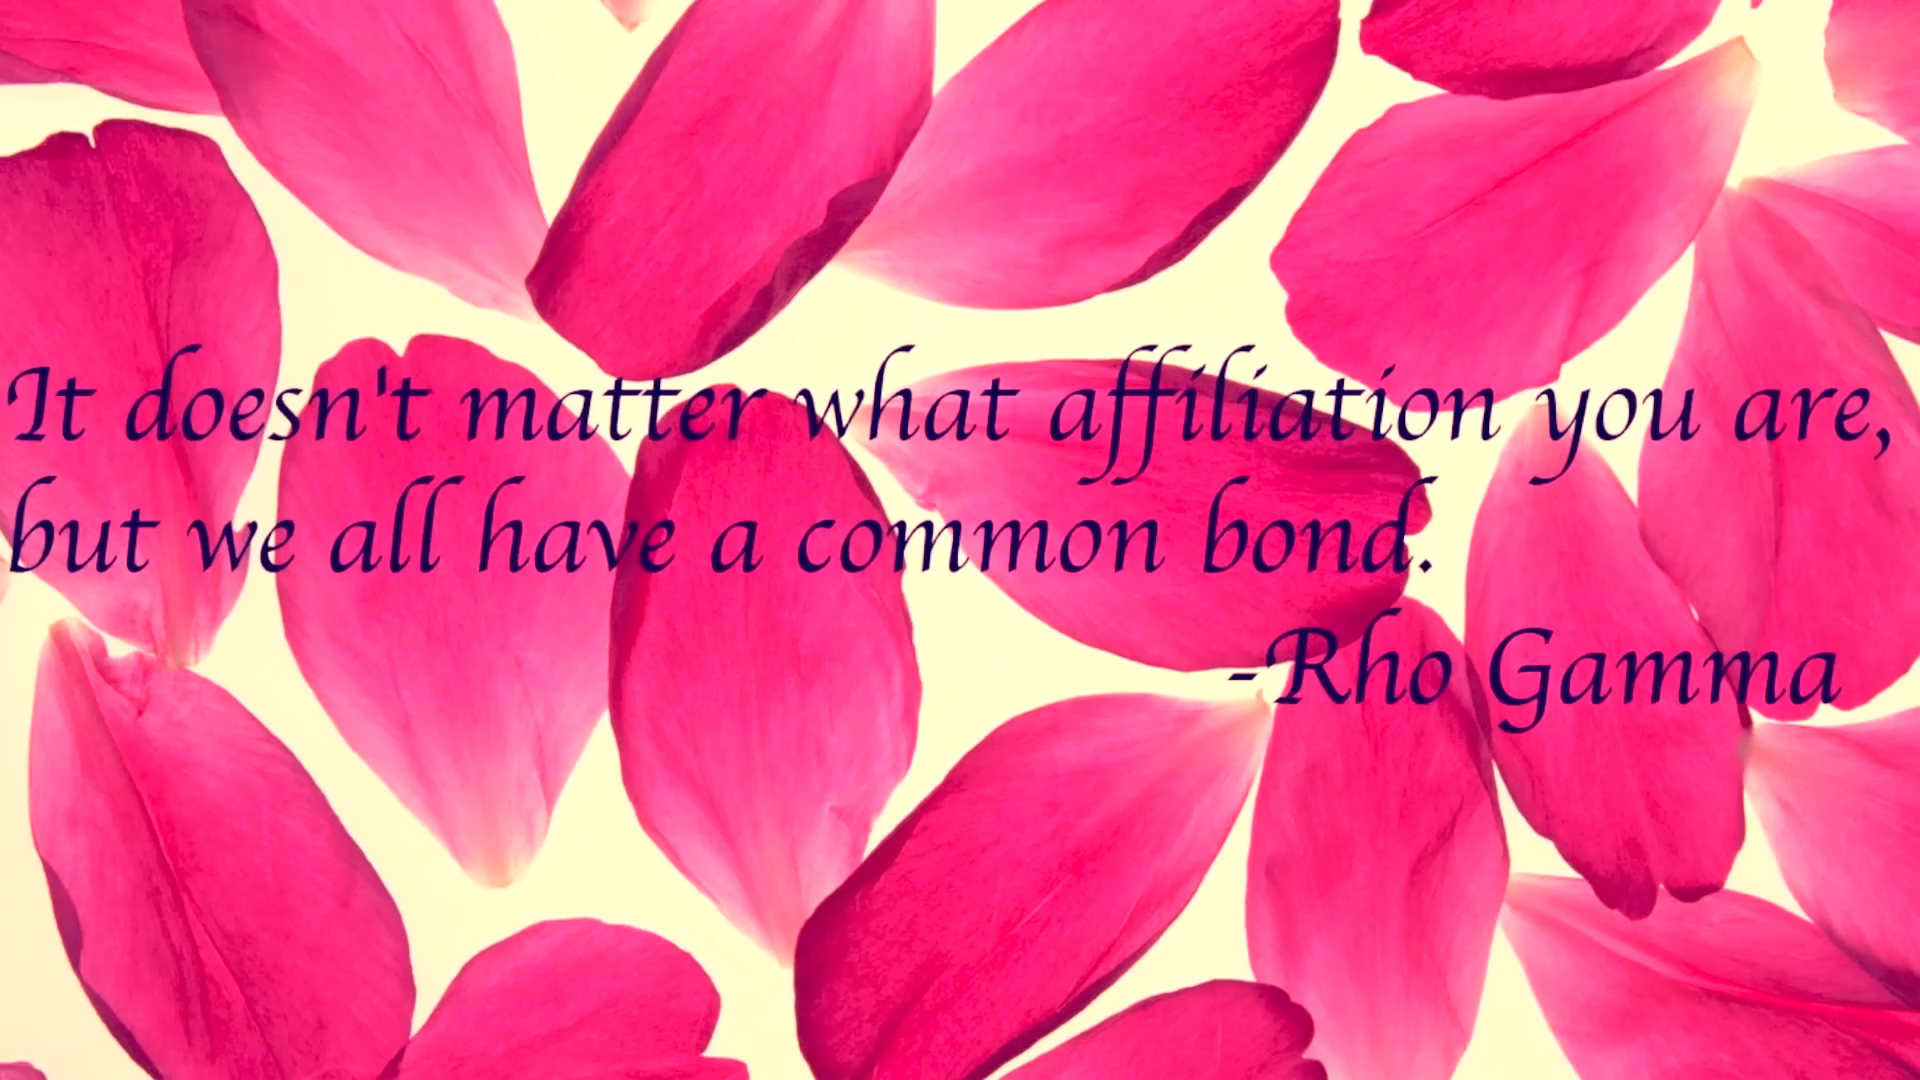 It doesn't matter what affiliation you are,
but we all have a common bond.
-Rho Gamma